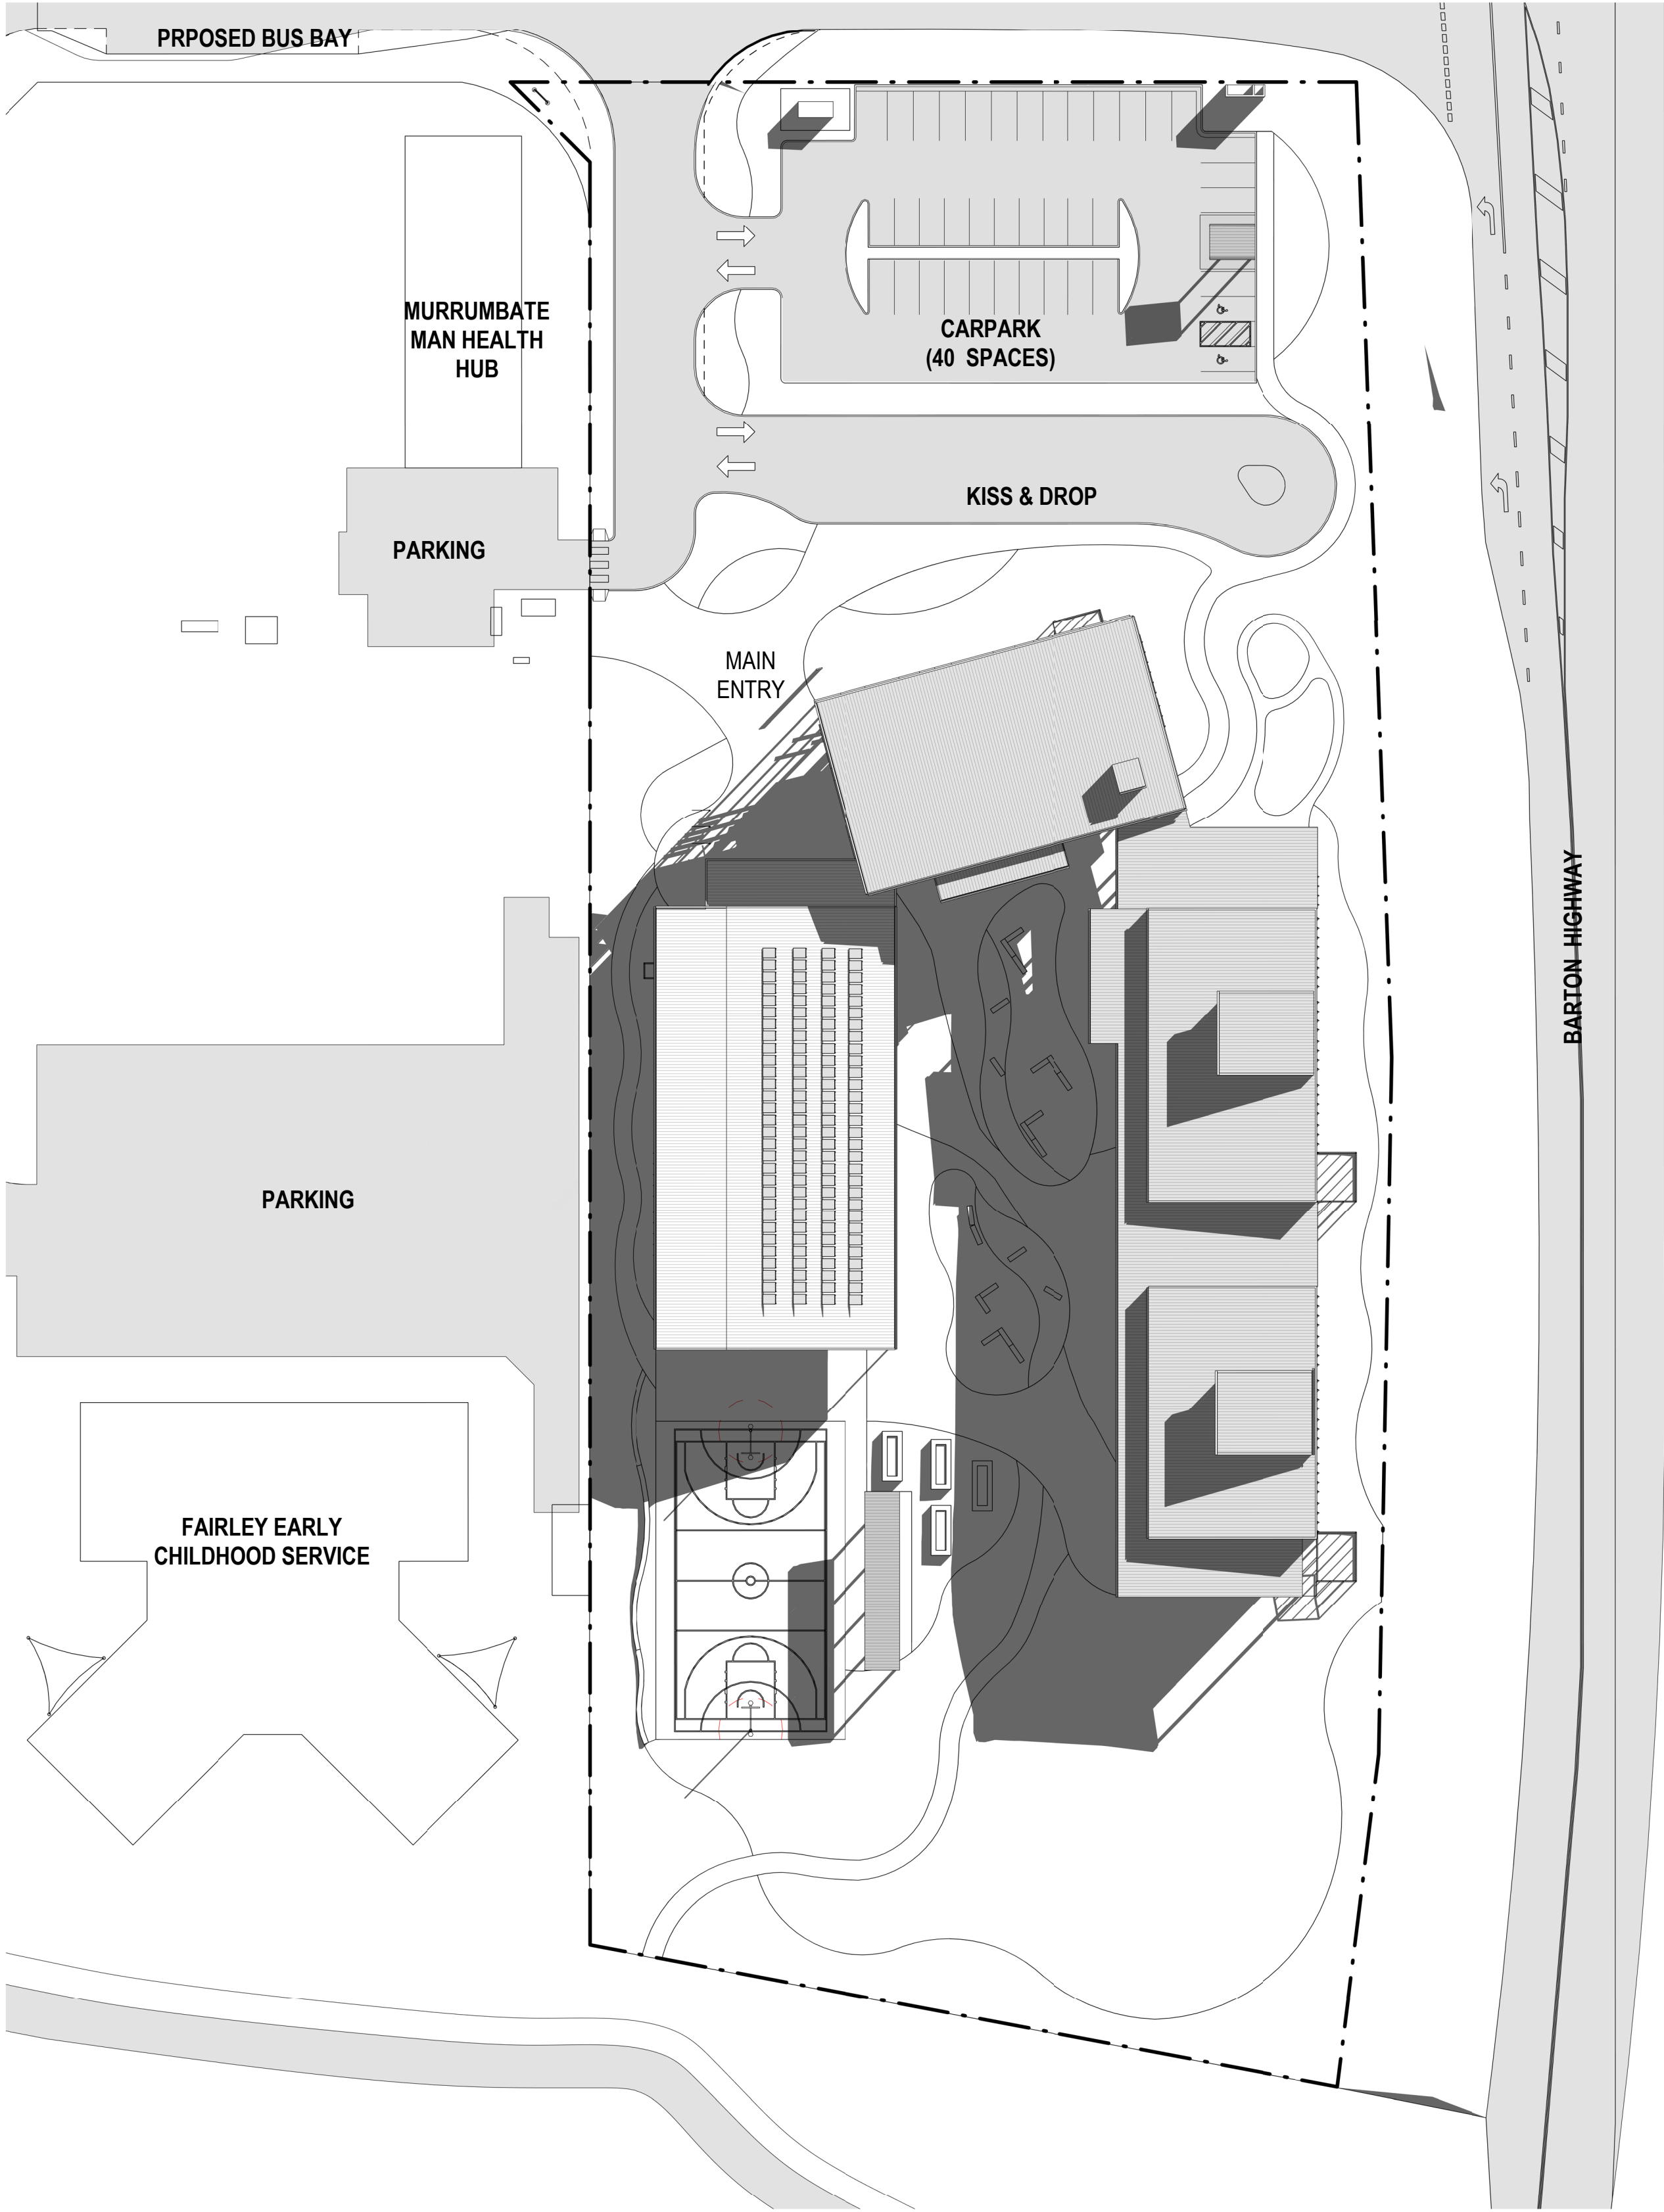 PRPOSED BUS BAY
MURRUMBATE
MAN HEALTH
HUB
CARPARK
(40 SPACES)
KISS & DROP
PARKING
MAIN
ENTRY
BARTON HIGHWAY
PARKING
FAIRLEY EARLY
CHILDHOOD SERVICE